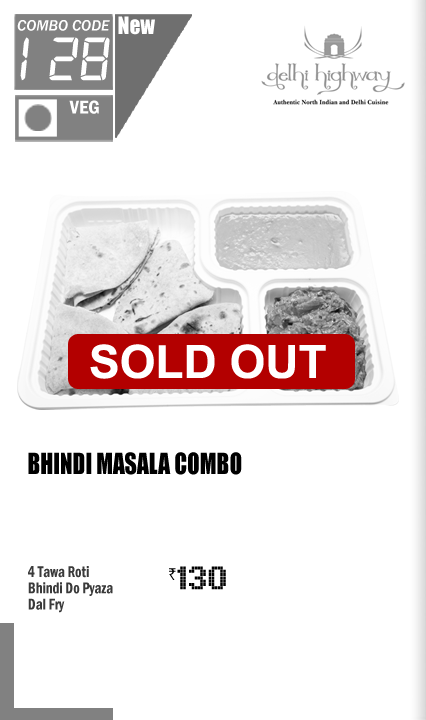 COMBO CODE
128
New
VEG
delhi highway
Authentic North Indian and Delhi Cuisine
SOLD OUT
BHINDI MASALA COMBO
4 Tawa Roti
Bhindi Do Pyaza
Dal Fry
₹130